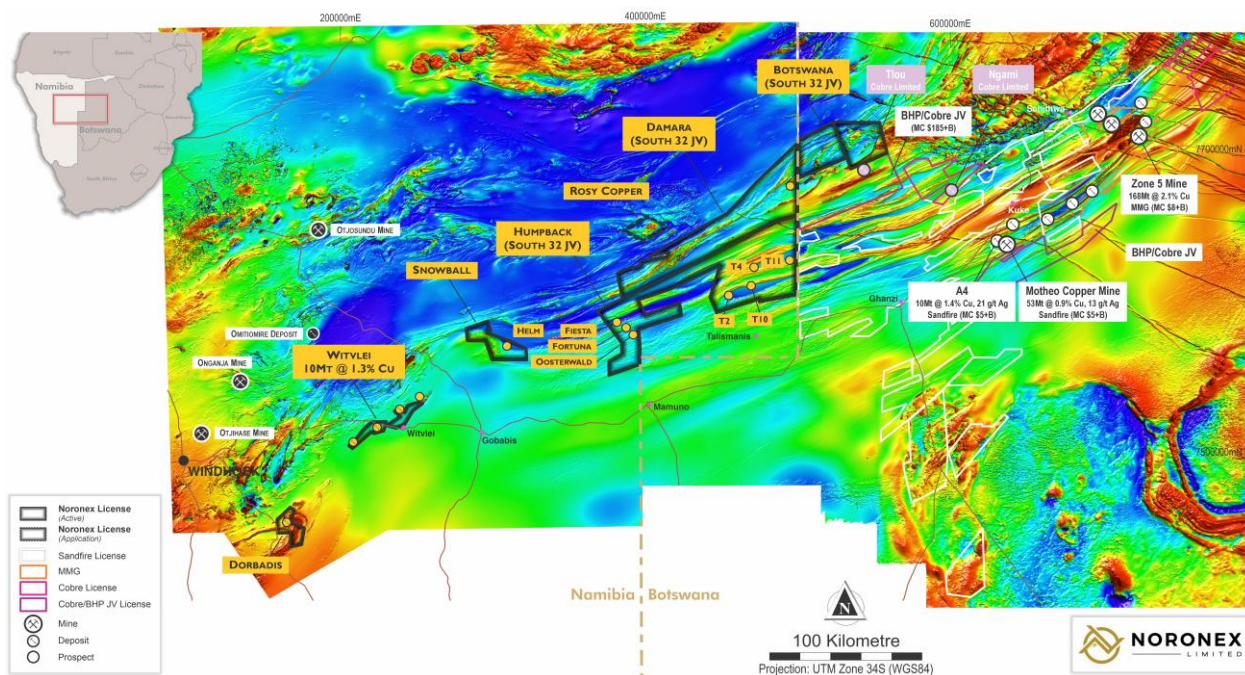 200000mE
400000mE
600000mE
Angola
Zambia
Namibia
Zimbabwe
Botswana
South Africa
BOTSWANA
(SOUTH 32 JV)
Tlou
Cobre Limited
Ngami
Cobre Limited
DAMARA
(SOUTH 32 JV)
BHP/Cobre JV
(MC $185+B)
7700000mN
ROSY COPPER
Zone 5 Mine
168Mt @ 2.1% Cu
MMG (MC $8+B)
Kuke
OTJOSUNDU MINE
HUMPBACK
(SOUTH 32 JV)
BHP/Cobre JV
SNOWBALL
T4
T11
A4
10Mt @ 1.4% Cu, 21 g/t Ag
Sandfire (MC $5+B)
Motheo Copper Mine
53Mt @ 0.9% Cu, 13 g/t Ag
Sandfire (MC $5+B)
Ghanzi
OMITIOMIRE DEPOSIT
HELM
FIESTA
T2
T10
FORTUNA
Talismanis
OOSTERWALD
ONGANJA MINE
WITVLEI
10MT @ 1.3% CU
Mamuno
OTJIHASE MINE
Witvlei
Gobabis
WINDHOEK
7500000mN
DORBADIS
Noronex License
(Active)
Noronex License
(Application)
Sandfire License
MMG
Cobre License
Cobre/BHP JV License
Mine
Deposit
Prospect
Namibia
Botswana
N
100 Kilometre
Projection: UTM Zone 34S (WGS84)
NORONEX
LIMITED